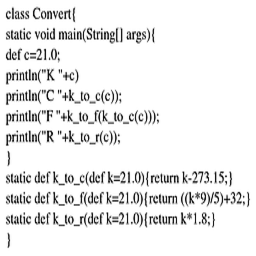 class Convert{
static void main(String[] args){
def c=21.0;
println("K "+c)
println("C "+k_to_c(c));
println("F "+k_to_f(k_to_c(c)));
println("R "+k_to_r(c));
}
static def k_to_c(def k=21.0){return k-273.15;}
static def k_to_f(def k=21.0){return ((k*9)/5)+32;}
static def k_to_r(def k=21.0){return k*1.8;}
}